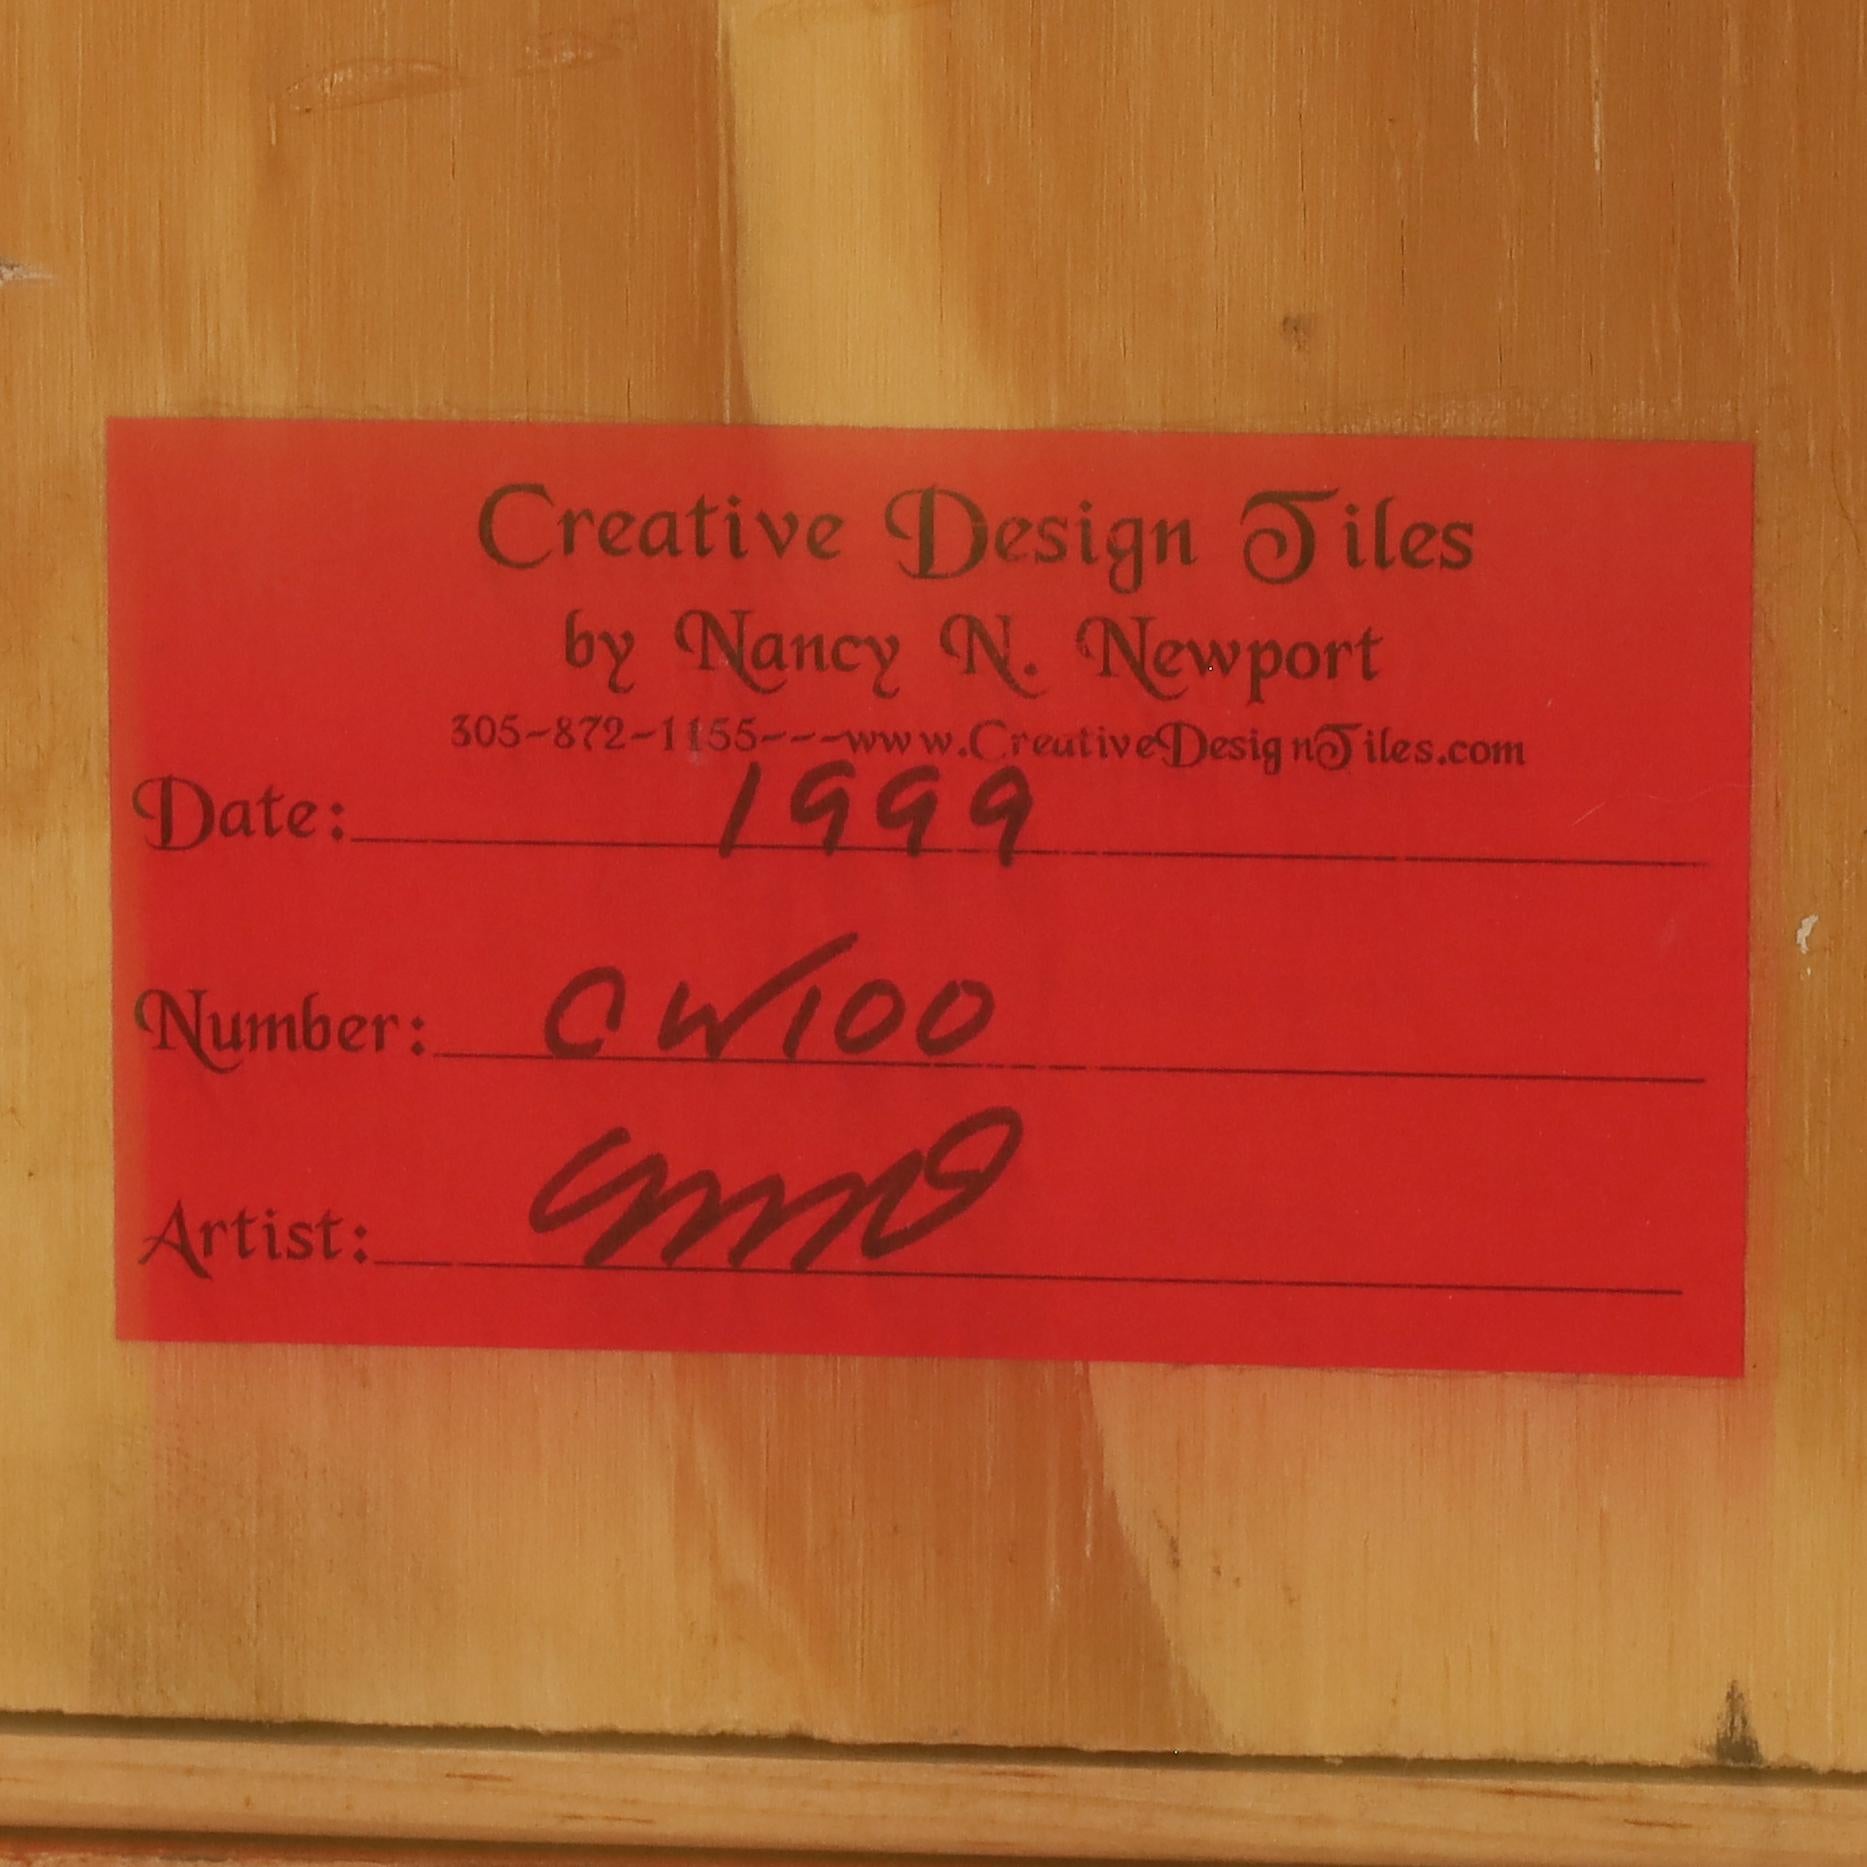 Creative Design Tiles
by Nancy N. Newport
305-872-1155---www.CreativeDesignTiles.com
Date: 1999
Number: CW100
Artist: